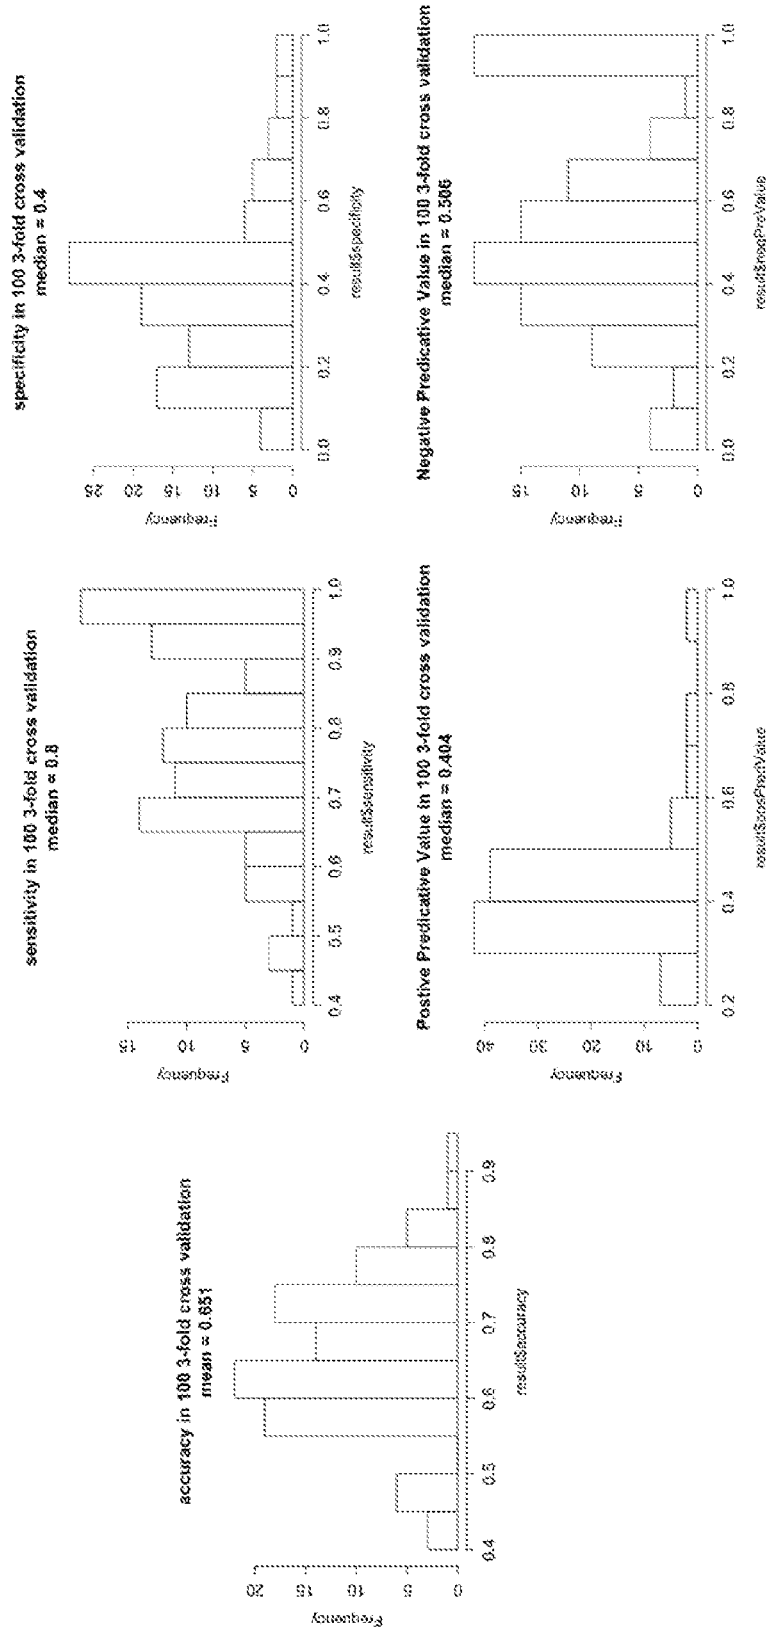 accuracy in 100 3-fold cross validation
mean = 0.651
Frequency
0
5
10
15
20
0.4
0.5
0.6
0.7
0.8
0.9
result$accuracy
sensitivity in 100 3-fold cross validation
median = 0.8
Frequency
0
5
10
15
0.4
0.5
0.6
0.7
0.8
0.9
1.0
result$sensitivity
specificity in 100 3-fold cross validation
median = 0.4
Frequency
0
5
10
15
20
25
0.0
0.2
0.4
0.6
0.8
1.0
result$specificity
Postive Predicative Value in 100 3-fold cross validation
median = 0.404
Frequency
0
10
20
30
40
0.2
0.4
0.6
0.8
1.0
result$posPredValue
Negative Predicative Value in 100 3-fold cross validation
median = 0.506
Frequency
0
5
10
15
0.0
0.2
0.4
0.6
0.8
1.0